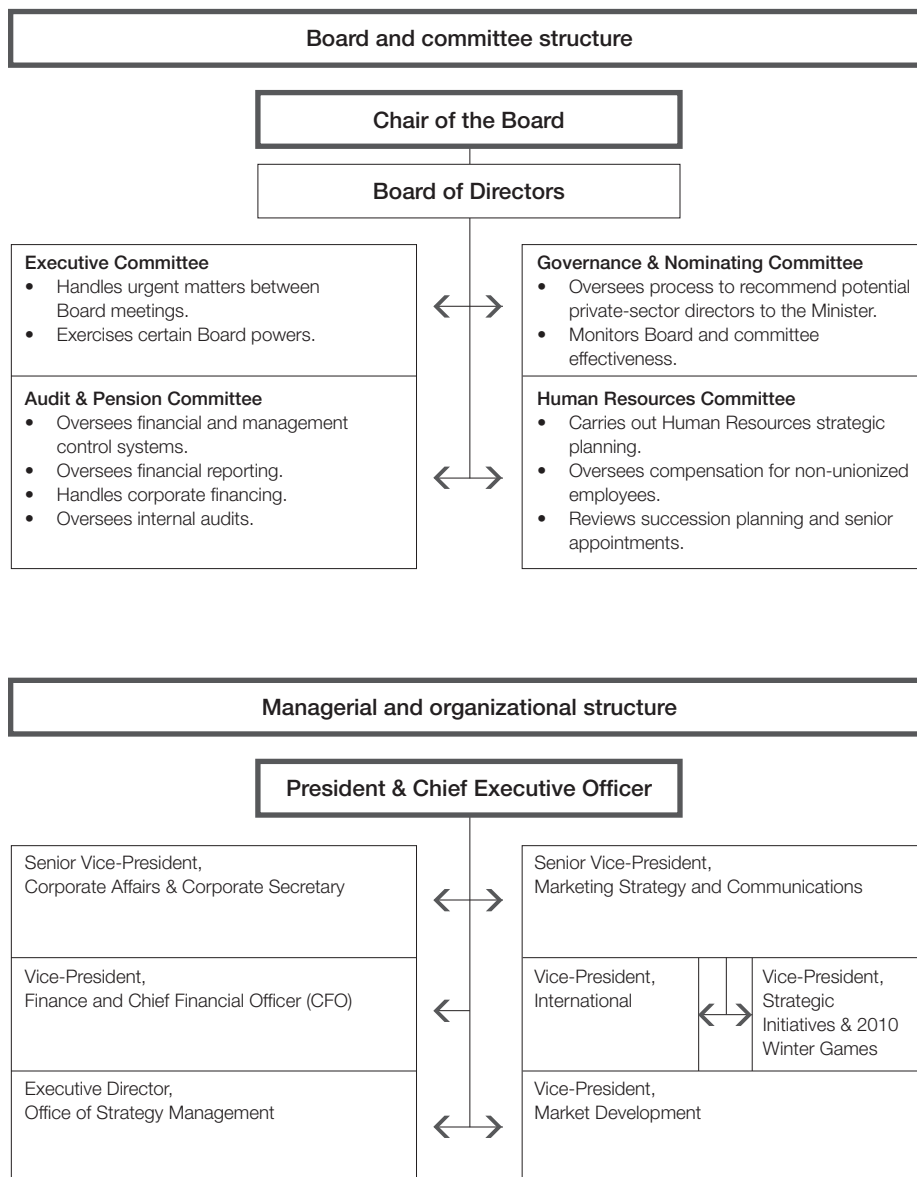 Board and committee structure
Chair of the Board
Board of Directors
Executive Committee
• Handles urgent matters between
Board meetings.
• Exercises certain Board powers.
Governance & Nominating Committee
• Oversees process to recommend potential
private-sector directors to the Minister.
• Monitors Board and committee
effectiveness.
Audit & Pension Committee
• Oversees financial and management
control systems.
• Oversees financial reporting.
• Handles corporate financing.
• Oversees internal audits.
Human Resources Committee
• Carries out Human Resources strategic
planning.
• Oversees compensation for non-unionized
employees.
• Reviews succession planning and senior
appointments.
Managerial and organizational structure
President & Chief Executive Officer
Senior Vice-President,
Corporate Affairs & Corporate Secretary
Senior Vice-President,
Marketing Strategy and Communications
Vice-President,
Finance and Chief Financial Officer (CFO)
Vice-President,
International
Vice-President,
Strategic
Initiatives & 2010
Winter Games
Executive Director,
Office of Strategy Management
Vice-President,
Market Development